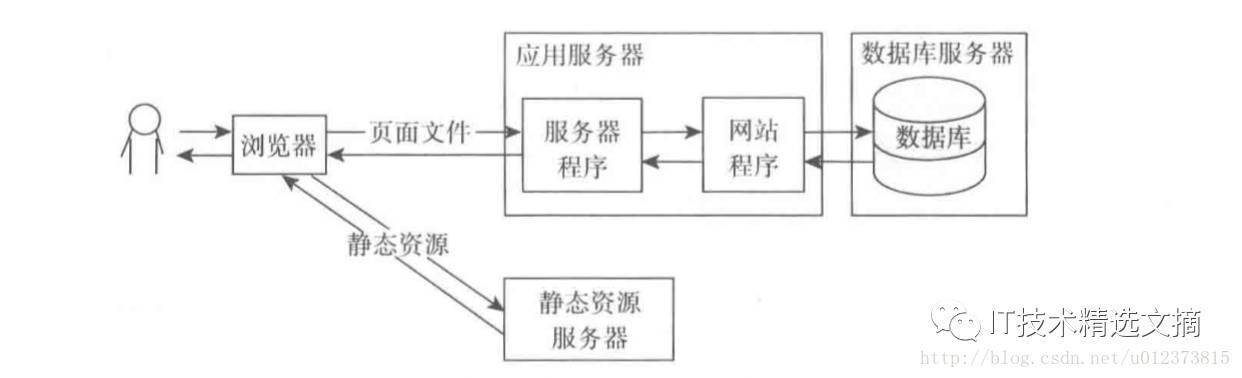 应用服务器
数据库服务器
浏览器
页面文件
服务器
程序
网站
程序
数据库
静态资源
静态资源
服务器
IT技术精选文摘
http://blog.csdn.net/u012373815